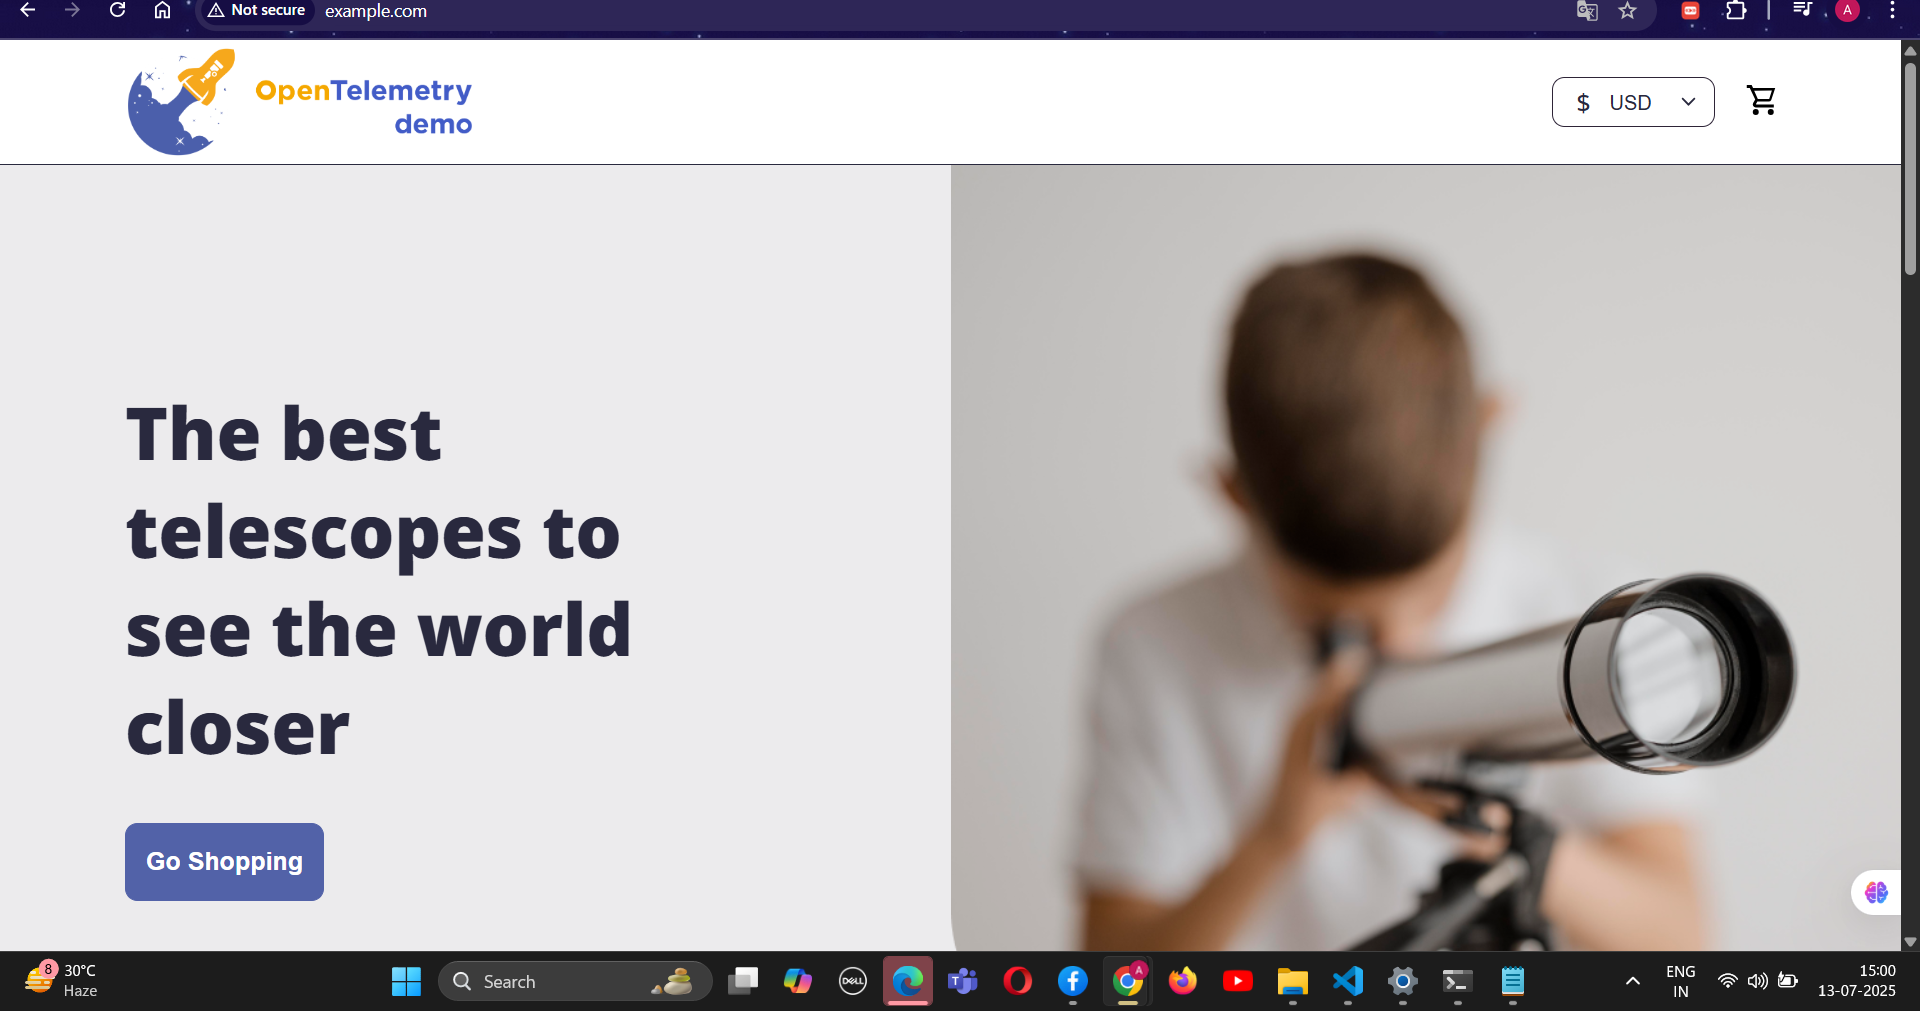 Not secure
example.com
A
OpenTelemetry
demo
$ USD
The best
telescopes to
see the world
closer
Go Shopping
8
30°C
Haze
Search
DELL
T
A
ENG
IN
15:00
13-07-2025